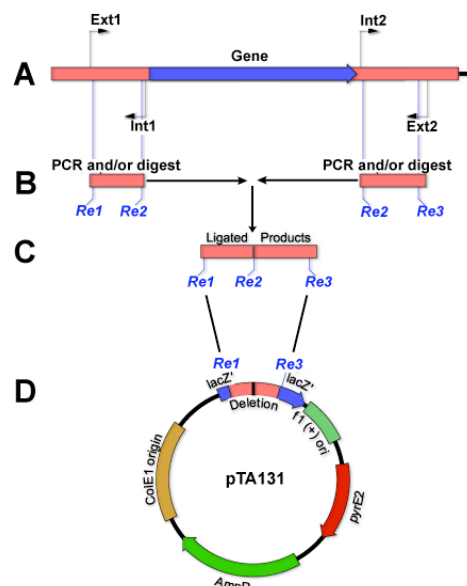 Ext1 Int2
Gene
A
Int1 Ext2
PCR and/or digest PCR and/or digest
B
Re1 Re2 Re2 Re3
C Ligated Products
Re1 Re2 Re3
Re1 Re3
D lacZ' lacZ'
Deletion
f1 (+) ori
ColE1 origin
pTA131
pyrE2
AmpR